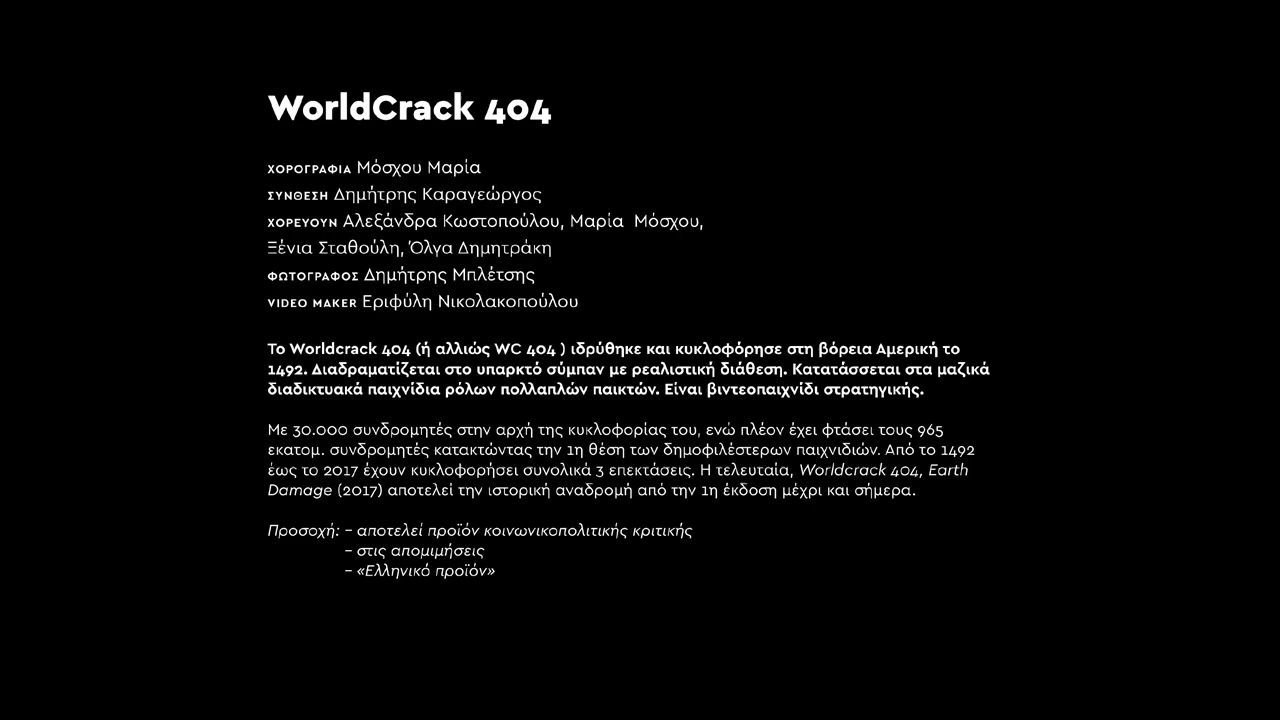 WorldCrack 404
ΧΟΡΟΓΡΑΦΙΑ Μόσχου Μαρία
ΣΥΝΘΕΣΗ Δημήτρης Καραγεώργος
ΧΟΡΕΥΟΥΝ Αλεξάνδρα Κωστοπούλου, Μαρία  Μόσχου,
Ξένια Σταθούλη, Όλγα Δημητράκη
ΦΩΤΟΓΡΑΦΟΣ Δημήτρης Μπλέτσης
VIDEO MAKER Εριφύλη Νικολακοπούλου
Το Worldcrack 404 (ή αλλιώς WC 404 ) ιδρύθηκε και κυκλοφόρησε στη βόρεια Αμερική το
1492. Διαδραματίζεται στο υπαρκτό σύμπαν με ρεαλιστική διάθεση. Κατατάσσεται στα μαζικά
διαδικτυακά παιχνίδια ρόλων πολλαπλών παικτών. Είναι βιντεοπαιχνίδι στρατηγικής.
Με 30.000 συνδρομητές στην αρχή της κυκλοφορίας του, ενώ πλέον έχει φτάσει τους 965
εκατομ. συνδρομητές κατακτώντας την 1η θέση των δημοφιλέστερων παιχνιδιών. Από το 1492
έως το 2017 έχουν κυκλοφορήσει συνολικά 3 επεκτάσεις. Η τελευταία, Worldcrack 404, Earth
Damage (2017) αποτελεί την ιστορική αναδρομή από την 1η έκδοση μέχρι και σήμερα.
Προσοχή: – αποτελεί προϊόν κοινωνικοπολιτικής κριτικής
– στις απομιμήσεις
– «Ελληνικό προϊόν»